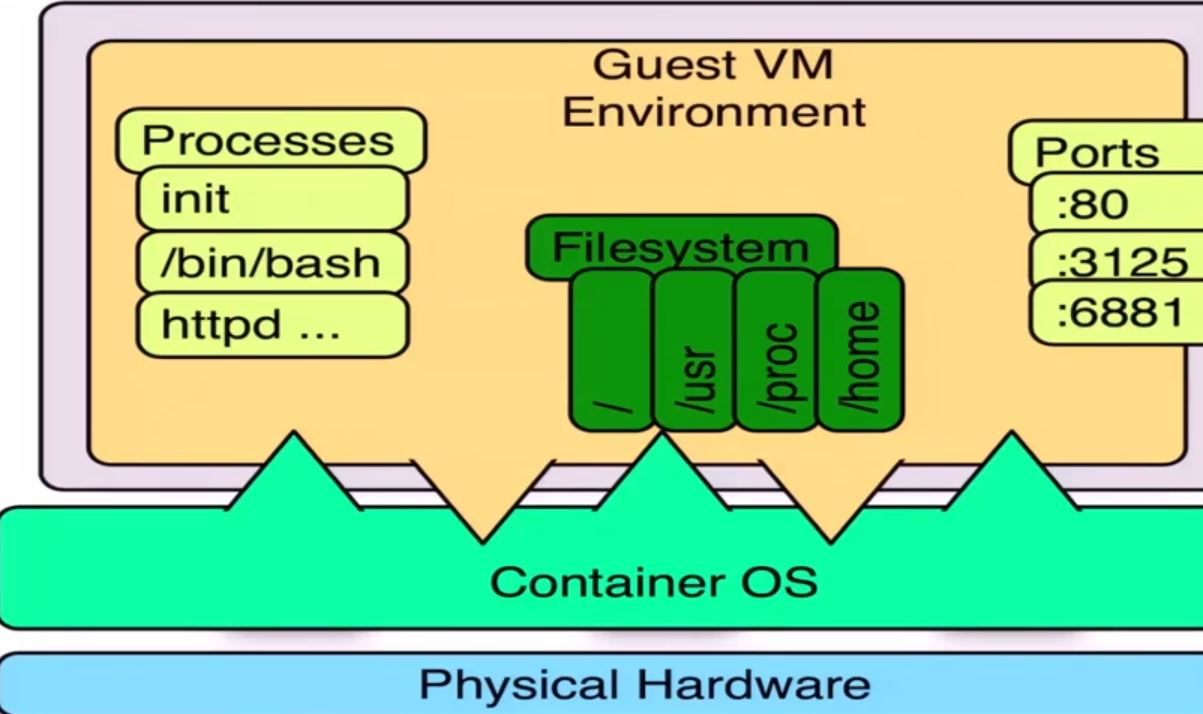 Guest VM
Environment
Processes
init
/bin/bash
httpd ...
Filesystem
/
/usr
/proc
/home
Ports
:80
:3125
:6881
Container OS
Physical Hardware